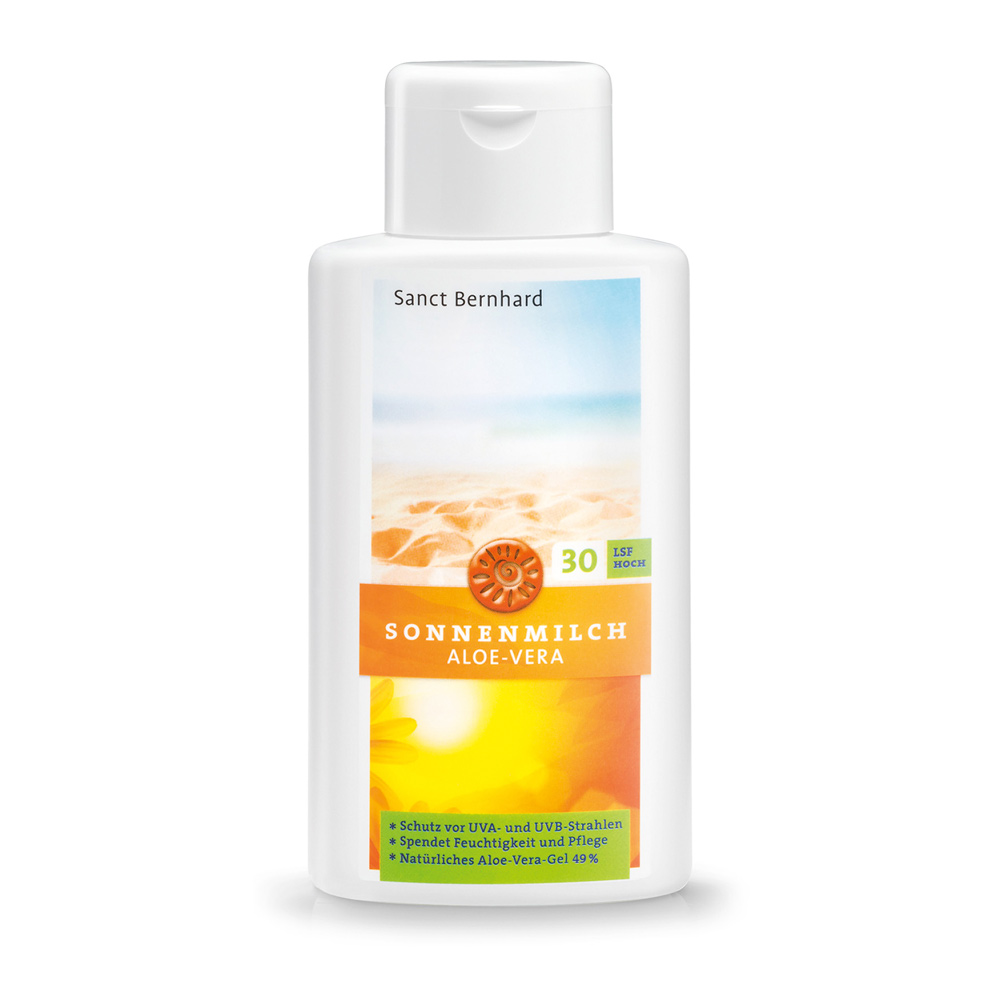 Sanct Bernhard
30 LSF
HOCH
SONNENMILCH
ALOE-VERA
* Schutz vor UVA- und UVB-Strahlen
* Spendet Feuchtigkeit und Pflege
* Natürliches Aloe-Vera-Gel 49 %